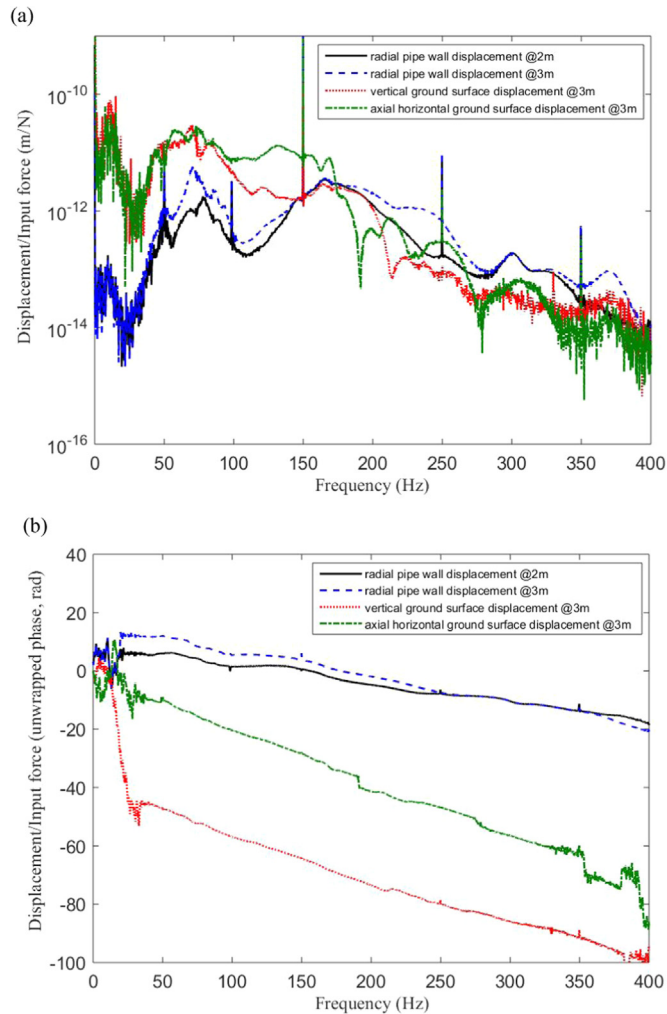 (a)
Displacement/Input force (m/N)
10-10
10-12
10-14
10-16
radial pipe wall displacement @2m
radial pipe wall displacement @3m
vertical ground surface displacement @3m
axial horizontal ground surface displacement @3m
0 50 100 150 200 250 300 350 400
Frequency (Hz)
(b)
Displacement/Input force (unwrapped phase, rad)
40
20
0
-20
-40
-60
-80
-100
radial pipe wall displacement @2m
radial pipe wall displacement @3m
vertical ground surface displacement @3m
axial horizontal ground surface displacement @3m
0 50 100 150 200 250 300 350 400
Frequency (Hz)